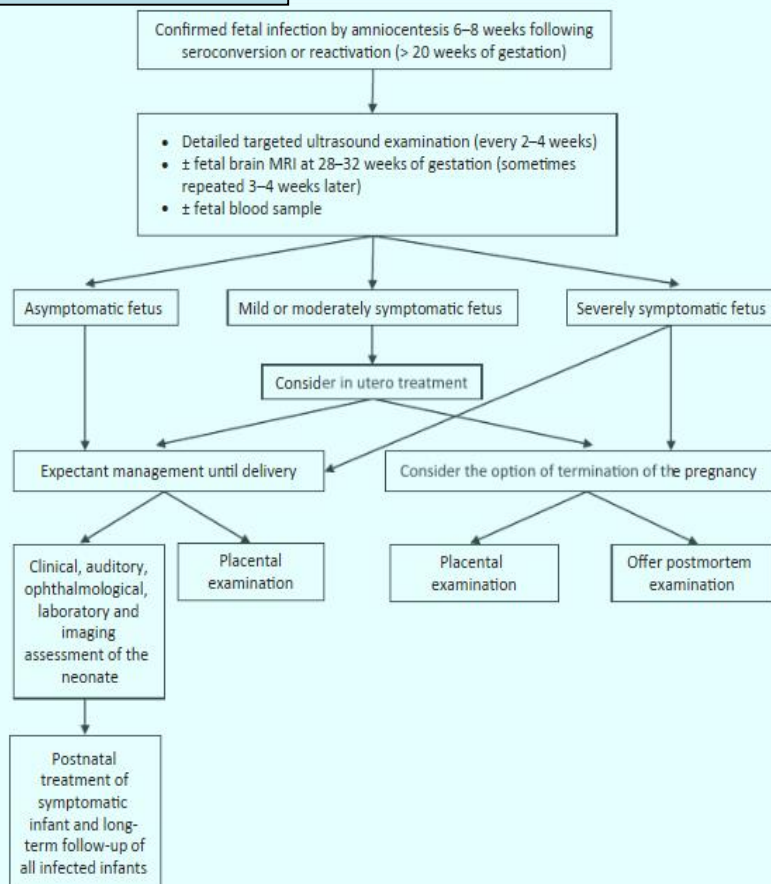 Confirmed fetal infection by amniocentesis 6–8 weeks following
seroconversion or reactivation (> 20 weeks of gestation)
• Detailed targeted ultrasound examination (every 2–4 weeks)
• ± fetal brain MRI at 28–32 weeks of gestation (sometimes
repeated 3–4 weeks later)
• ± fetal blood sample
Asymptomatic fetus
Mild or moderately symptomatic fetus
Severely symptomatic fetus
Consider in utero treatment
Expectant management until delivery
Consider the option of termination of the pregnancy
Clinical, auditory,
ophthalmological,
laboratory and
imaging
assessment of the
neonate
Placental
examination
Placental
examination
Offer postmortem
examination
Postnatal
treatment of
symptomatic
infant and long-
term follow-up of
all infected infants